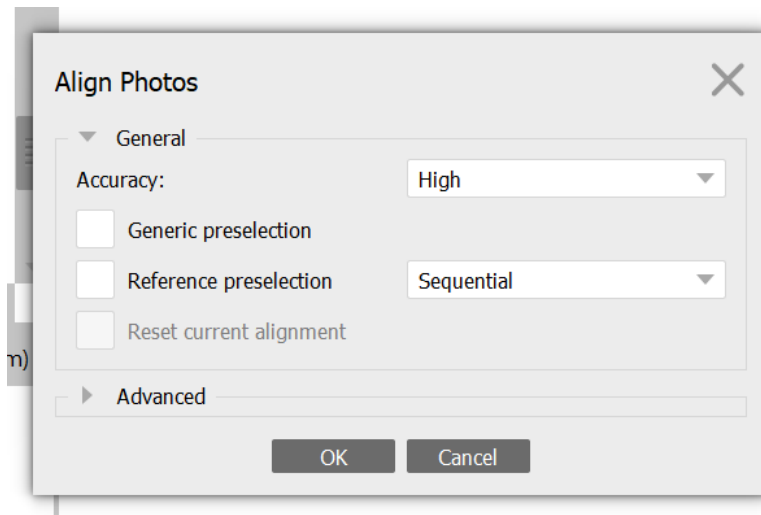 Align Photos
General
Accuracy: High
Generic preselection
Reference preselection Sequential
Reset current alignment
m)
Advanced
OK Cancel